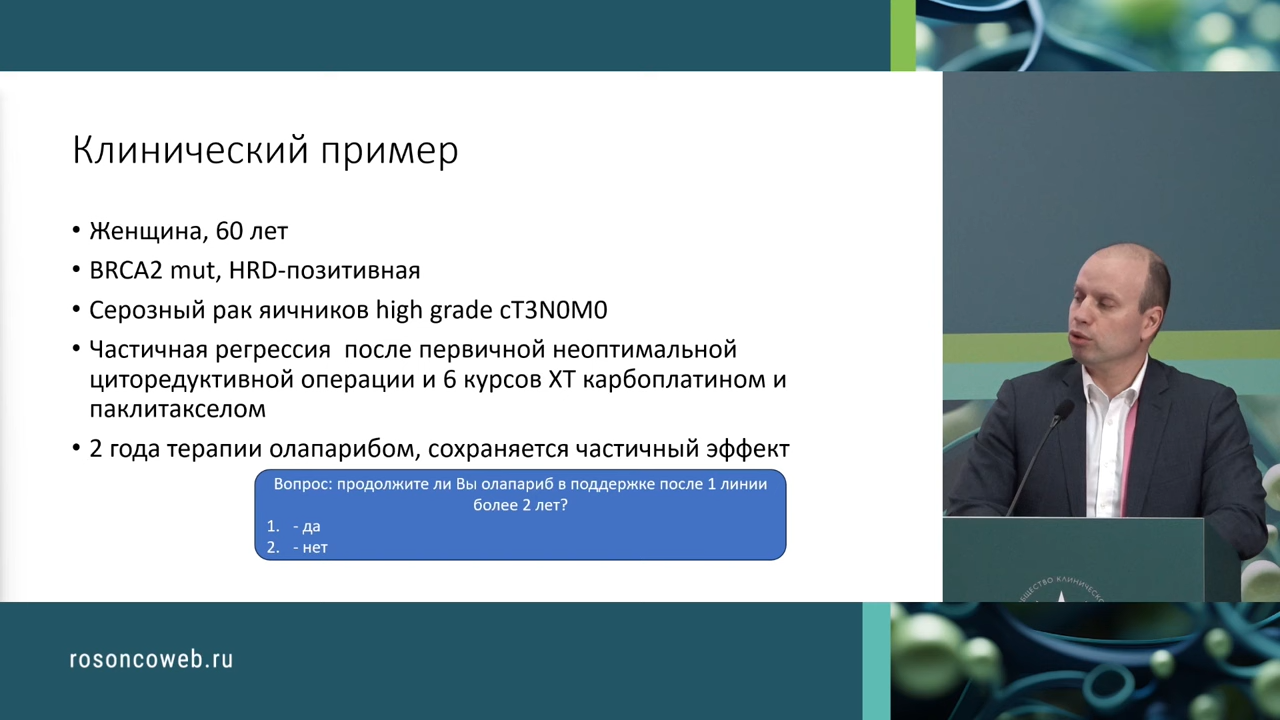 Клинический пример
• Женщина, 60 лет
• BRCA2 mut, HRD-позитивная
• Серозный рак яичников high grade cT3N0M0
• Частичная регрессия после первичной неоптимальной
циторедуктивной операции и 6 курсов ХТ карбоплатином и
паклитакселом
• 2 года терапии олапарибом, сохраняется частичный эффект
Вопрос: продолжите ли Вы олапариб в поддержке после 1 линии
более 2 лет?
1. - да
2. - нет
rosoncoweb.ru